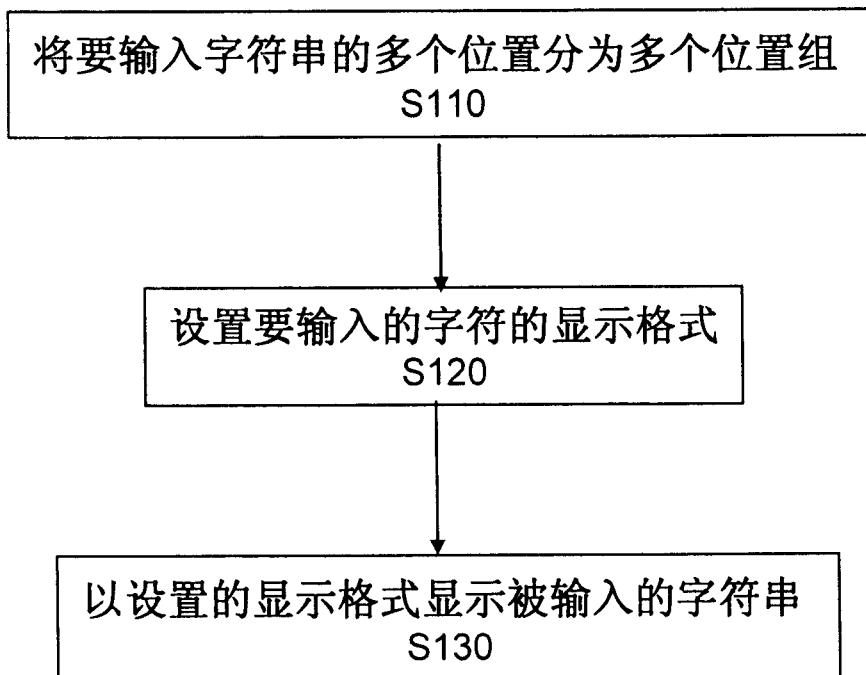 将要输入字符串的多个位置分为多个位置组
S110
设置要输入的字符的显示格式
S120
以设置的显示格式显示被输入的字符串
S130